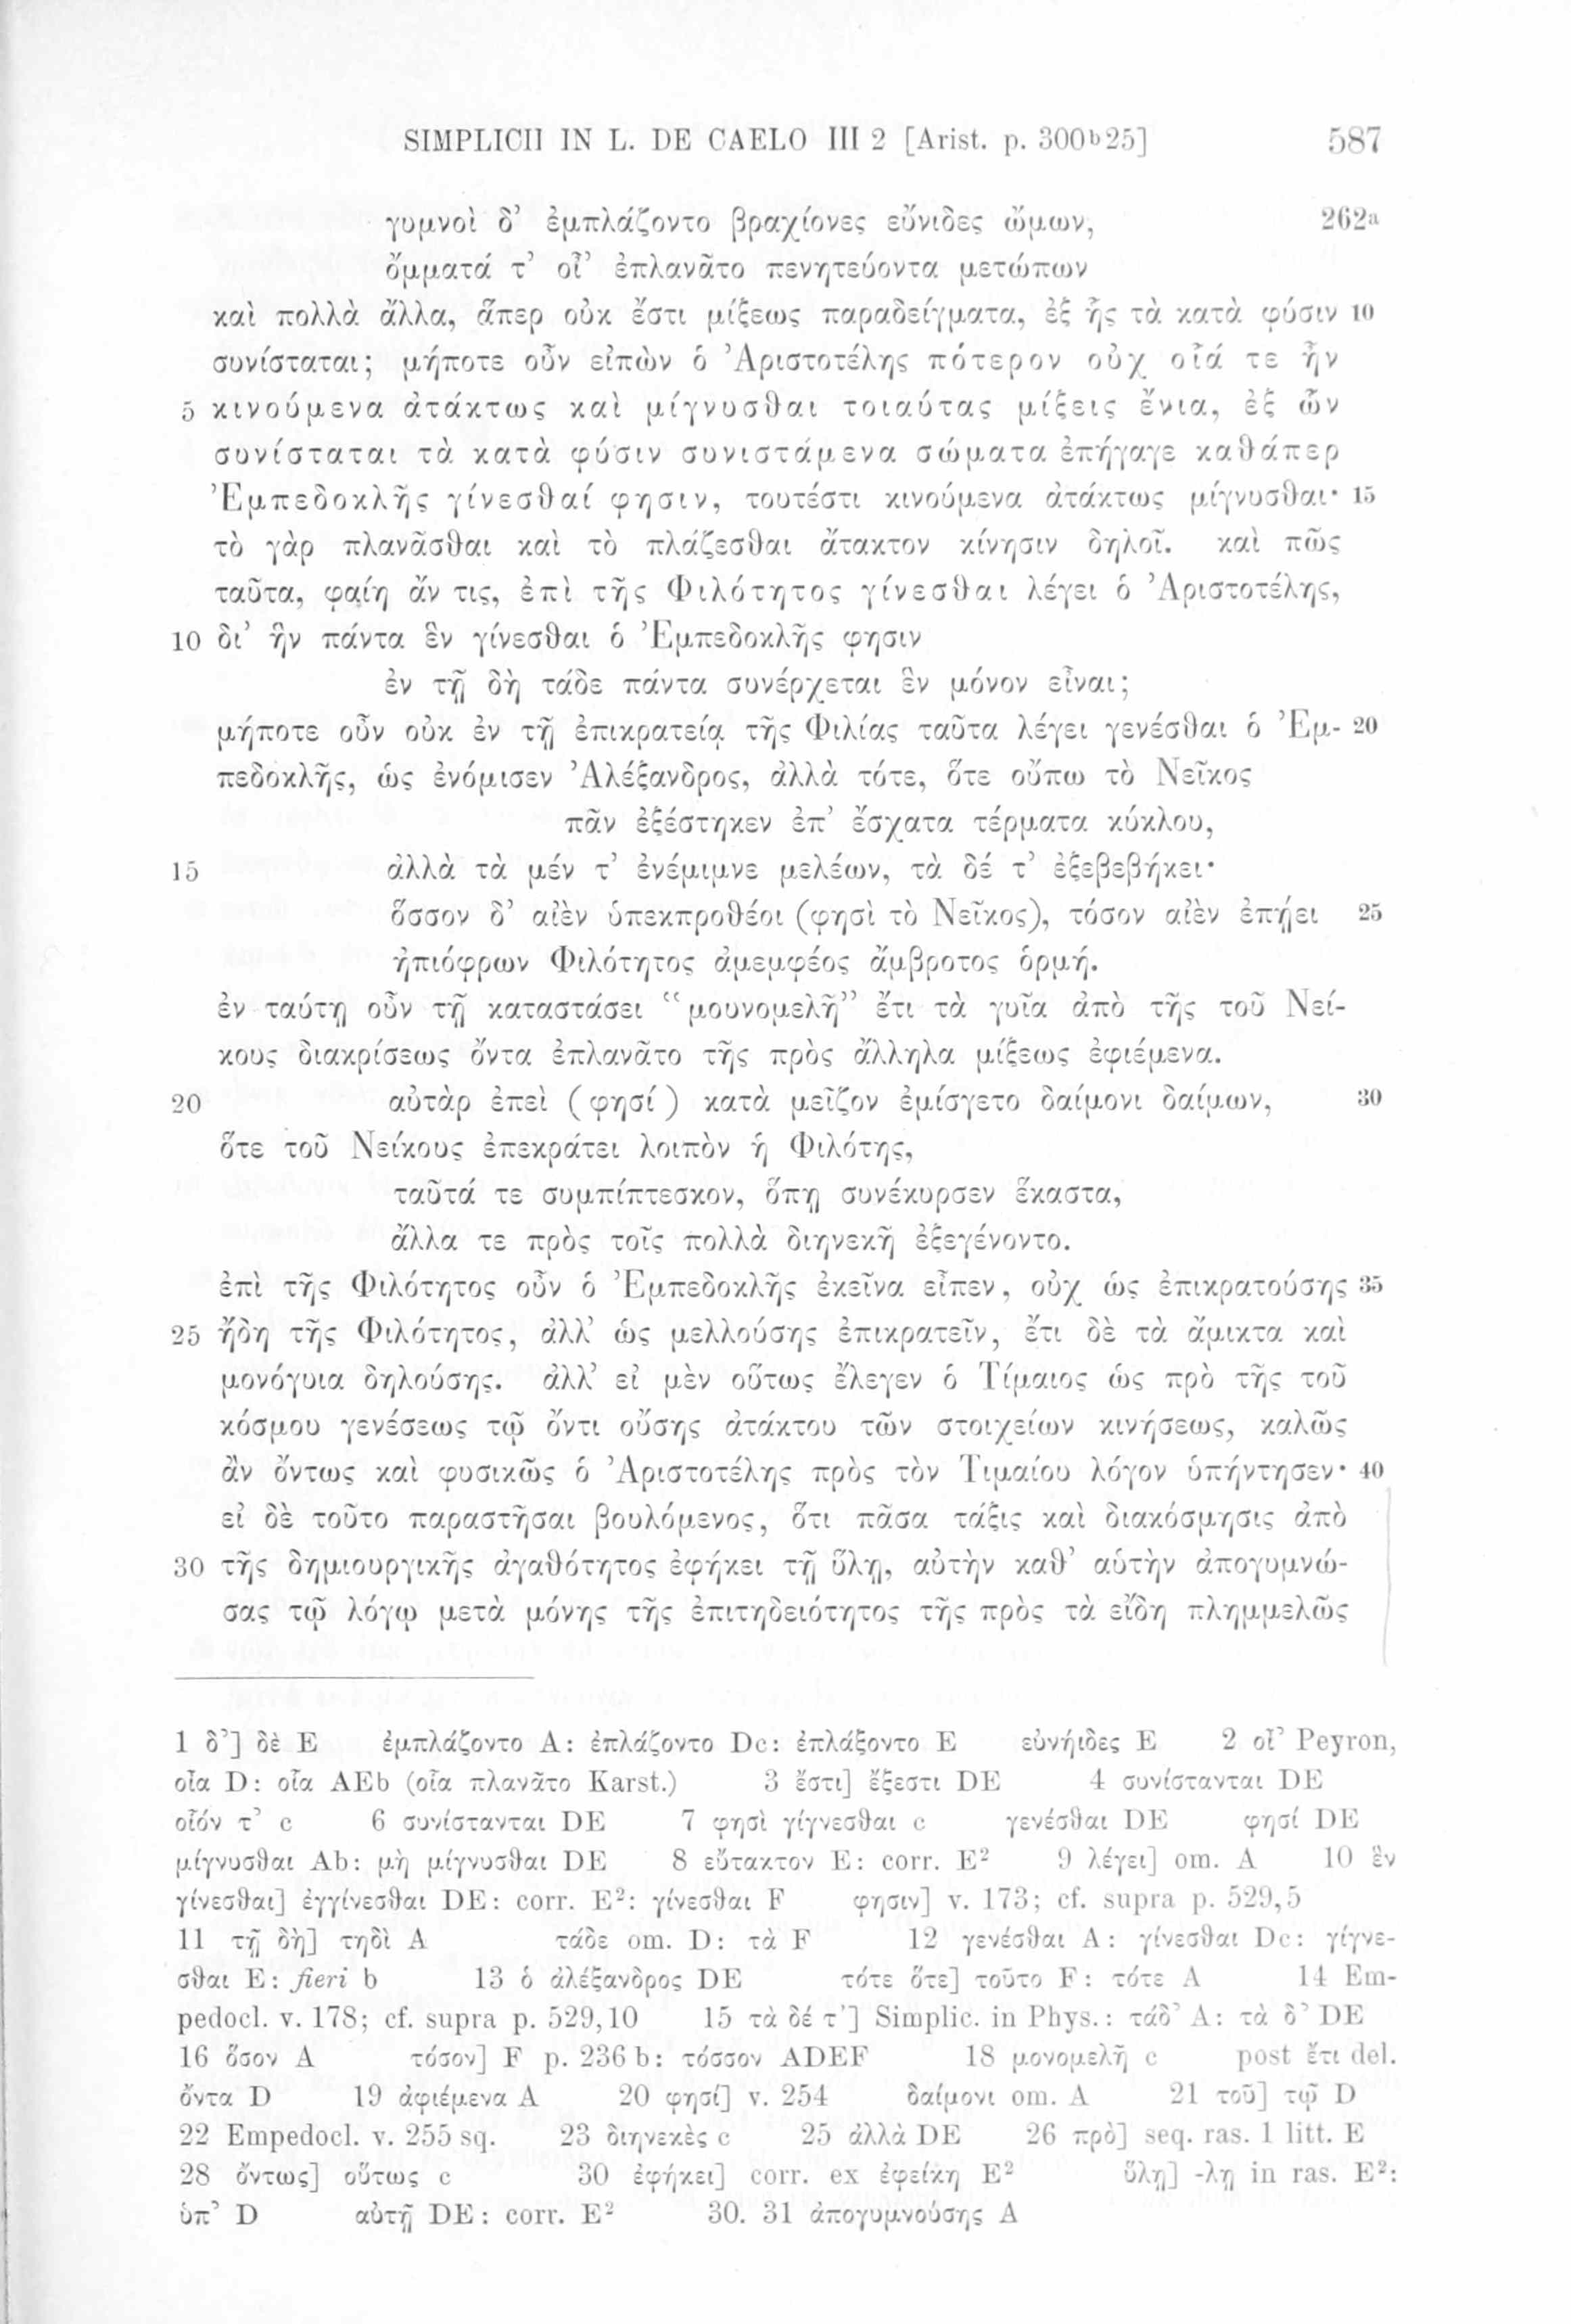 SIMPLICII IN L. DE CAELO III 2 [Arist. p. 300ᵇ25] 587
γυμνοὶ δ’ ἐμπλάζοντο βραχίονες εὔνιδες ὤμων, 262ᵃ
ὄμματά τ’ οἶ’ ἐπλανᾶτο πενητεύοντα μετώπων
καὶ πολλὰ ἄλλα, ἅπερ οὐκ ἔστι μίξεως παραδείγματα, ἐξ ἧς τὰ κατὰ φύσιν 10
συνίσταται; μήποτε οὖν εἰπὼν ὁ Ἀριστοτέλης πότερον οὐχ οἷά τε ἦν
5 κινούμενα ἀτάκτως καὶ μίγνυσθαι τοιαύτας μίξεις ἔνια, ἐξ ὧν
συνίσταται τὰ κατὰ φύσιν συνιστάμενα σώματα ἐπήγαγε καθάπερ
Ἐμπεδοκλῆς γίνεσθαί φησιν, τουτέστι κινούμενα ἀτάκτως μίγνυσθαι· 15
τὸ γὰρ πλανᾶσθαι καὶ τὸ πλάζεσθαι ἄτακτον κίνησιν δηλοῖ. καὶ πῶς
ταῦτα, φαίη ἄν τις, ἐπὶ τῆς Φιλότητος γίνεσθαι λέγει ὁ Ἀριστοτέλης,
10 δι’ ἣν πάντα ἓν γίνεσθαι ὁ Ἐμπεδοκλῆς φησιν
ἐν τῇ δὴ τάδε πάντα συνέρχεται ἓν μόνον εἶναι;
μήποτε οὖν οὐκ ἐν τῇ ἐπικρατείᾳ τῆς Φιλίας ταῦτα λέγει γενέσθαι ὁ Ἐμ- 20
πεδοκλῆς, ὡς ἐνόμισεν Ἀλέξανδρος, ἀλλὰ τότε, ὅτε οὔπω τὸ Νεῖκος
πᾶν ἐξέστηκεν ἐπ’ ἔσχατα τέρματα κύκλου,
15 ἀλλὰ τὰ μέν τ’ ἐνέμιμνε μελέων, τὰ δέ τ’ ἐξεβεβήκει·
ὅσσον δ’ αἰὲν ὑπεκπροθέοι (φησὶ τὸ Νεῖκος), τόσον αἰὲν ἐπῄει 25
ἠπιόφρων Φιλότητος ἀμεμφέος ἄμβροτος ὁρμή.
ἐν ταύτῃ οὖν τῇ καταστάσει “μουνομελῆ” ἔτι τὰ γυῖα ἀπὸ τῆς τοῦ Νεί-
κους διακρίσεως ὄντα ἐπλανᾶτο τῆς πρὸς ἄλληλα μίξεως ἐφιέμενα.
20 αὐτὰρ ἐπεὶ (φησί) κατὰ μεῖζον ἐμίσγετο δαίμονι δαίμων, 30
ὅτε τοῦ Νείκους ἐπεκράτει λοιπὸν ἡ Φιλότης,
ταῦτά τε συμπίπτεσκον, ὅπῃ συνέκυρσεν ἕκαστα,
ἄλλα τε πρὸς τοῖς πολλὰ διηνεκῆ ἐξεγένοντο.
ἐπὶ τῆς Φιλότητος οὖν ὁ Ἐμπεδοκλῆς ἐκεῖνα εἶπεν, οὐχ ὡς ἐπικρατούσης 35
25 ἤδη τῆς Φιλότητος, ἀλλ’ ὡς μελλούσης ἐπικρατεῖν, ἔτι δὲ τὰ ἄμικτα καὶ
μονόγυια δηλούσης. ἀλλ’ εἰ μὲν οὕτως ἔλεγεν ὁ Τίμαιος ὡς πρὸ τῆς τοῦ
κόσμου γενέσεως τῷ ὄντι οὔσης ἀτάκτου τῶν στοιχείων κινήσεως, καλῶς
ἂν ὄντως καὶ φυσικῶς ὁ Ἀριστοτέλης πρὸς τὸν Τιμαίου λόγον ὑπήντησεν· 40
εἰ δὲ τοῦτο παραστῆσαι βουλόμενος, ὅτι πᾶσα τάξις καὶ διακόσμησις ἀπὸ
30 τῆς δημιουργικῆς ἀγαθότητος ἐφήκει τῇ ὕλῃ, αὐτὴν καθ’ αὑτὴν ἀπογυμνώ-
σας τῷ λόγῳ μετὰ μόνης τῆς ἐπιτηδειότητος τῆς πρὸς τὰ εἴδη πλημμελῶς
1 δ’] δὲ E ἐμπλάζοντο A: ἐπλάζοντο Dc: ἐπλάξοντο E εὐνήιδες E 2 οἶ’ Peyron,
οἷα D: οἷα AEb (οἷα πλανᾶτο Karst.) 3 ἔστι] ἔξεστι DE 4 συνίστανται DE
οἷόν τ’ c 6 συνίστανται DE 7 φησὶ γίγνεσθαι c γενέσθαι DE φησί DE
μίγνυσθαι Ab: μὴ μίγνυσθαι DE 8 εὔτακτον E: corr. E² 9 λέγει] om. A 10 ἓν
γίνεσθαι] ἐγγίνεσθαι DE: corr. E²: γίνεσθαι F φησιν] v. 173; cf. supra p. 529,5
11 τῇ δὴ] τηδὶ A τάδε om. D: τὰ F 12 γενέσθαι A: γίνεσθαι Dc: γίγνε-
σθαι E: fieri b 13 ὁ ἀλέξανδρος DE τότε ὅτε] τοῦτο F: τότε A 14 Em-
pedocl. v. 178; cf. supra p. 529,10 15 τὰ δέ τ’] Simplic. in Phys.: τάδ’ A: τὰ δ’ DE
16 ὅσον A τόσον] F p. 236 b: τόσσον ADEF 18 μονομελῆ c post ἔτι del.
ὄντα D 19 ἀφιέμενα A 20 φησί] v. 254 δαίμονι om. A 21 τοῦ] τῷ D
22 Empedocl. v. 255 sq. 23 διηνεκὲς c 25 ἀλλὰ DE 26 πρὸ] seq. ras. 1 litt. E
28 ὄντως] οὕτως c 30 ἐφήκει] corr. ex ἐφείκη E² ὕλῃ] -λῃ in ras. E²:
ὑπ’ D αὐτῇ DE: corr. E² 30. 31 ἀπογυμνούσης A